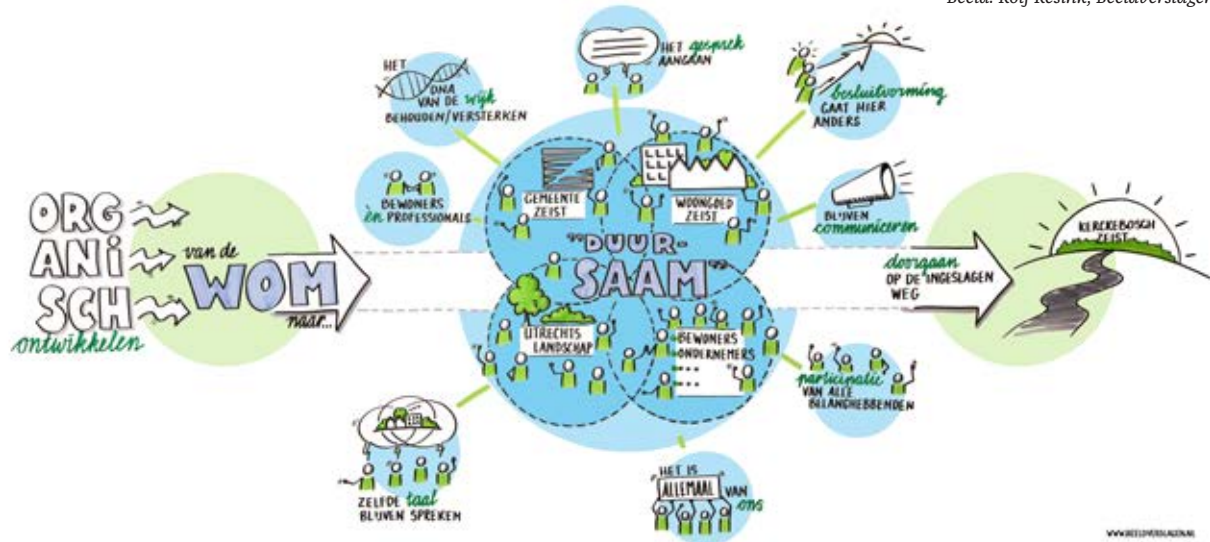 Beeld: Rolf Resink, Beeldverslagen
ORG
ANI
SCH
ontwikkelen
van de
WOM
naar...
HET
DNA
VAN DE wijk
BEHOUDEN/VERSTERKEN
BEWONERS
èn PROFESSIONALS
HET gesprek
AANGAAN
besluitvorming
GAAT HIER
ANDERS
BLIJVEN
communiceren
GEMEENTE
ZEIST
WOONGOED
ZEIST
"DUUR-
SAAM"
UTRECHTS
LANDSCHAP
BEWONERS
ONDERNEMERS
doorgaan
OP DE INGESLAGEN
WEG
KERCKEBOSCH
ZEIST
participatie
VAN ALLE
BELANGHEBBENDEN
ZELFDE taal
BLIJVEN SPREKEN
HET IS
ALLEMAAL VAN
ons
WWW.BEELDVERSLAGEN.NL